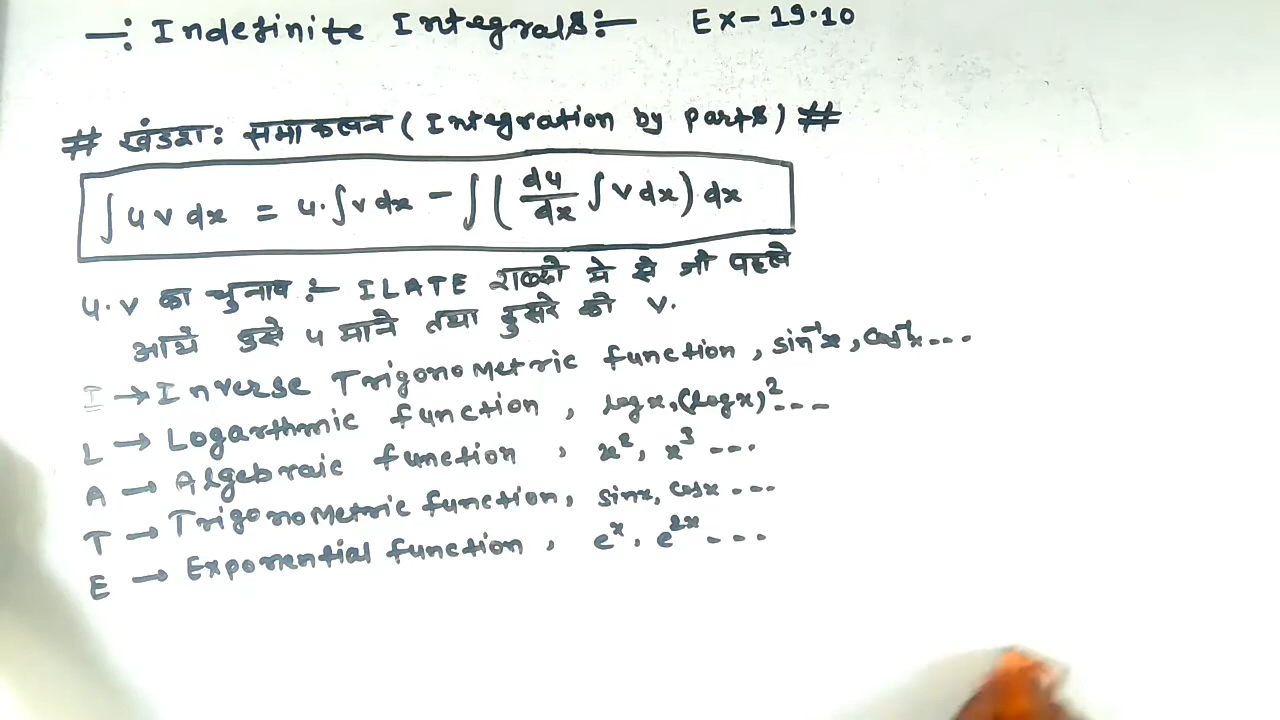 —: Indefinite Integrals:— Ex-19.10
# खंडशः समाकलन (Integration by parts) #
∫ u v dx = u.∫v dx - ∫( du/dx ∫v dx) dx
u.v का चुनाव :- ILATE शब्दो मे से जो पहले
आये उसे u माने तथा दुसरे को v.
I → Inverse Trigonometric function, sin⁻¹x, cos⁻¹x...
L → Logarthmic function, logx, (logx)²---
A → Algebraic function, x², x³ ---.
T → Trigonometric function, sinx, cosx ---
E → Exponential function, eˣ, e²ˣ ---